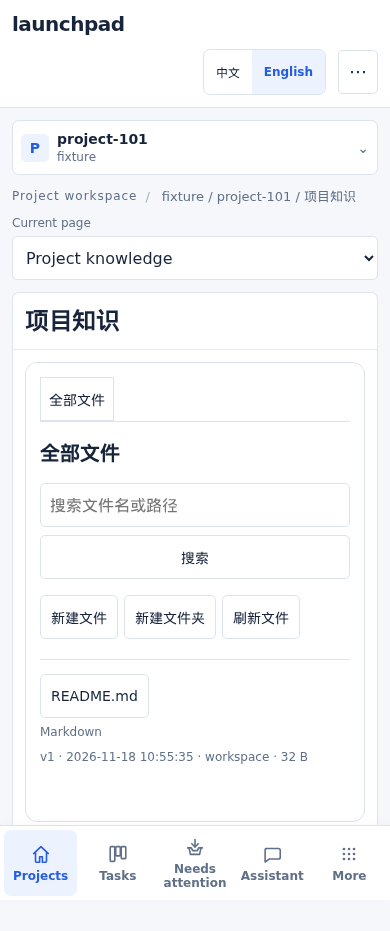 launchpad
中文
English
...
P
project-101
fixture
Project workspace / fixture / project-101 / 项目知识
Current page
Project knowledge
项目知识
全部文件
全部文件
搜索文件名或路径
搜索
新建文件
新建文件夹
刷新文件
README.md
Markdown
v1 · 2026-11-18 10:55:35 · workspace · 32 B
Projects
Tasks
Needs
attention
Assistant
More